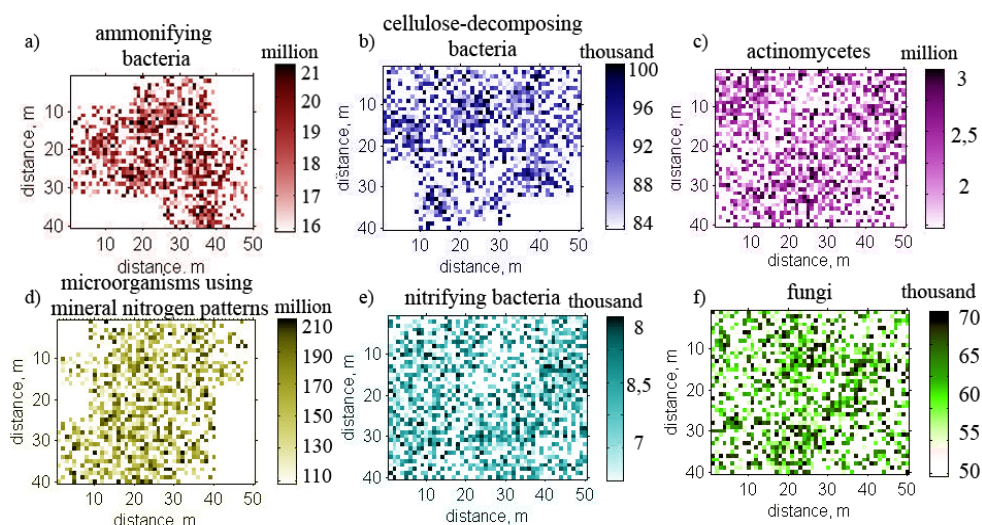 a)
ammonifying
bacteria
million
21
20
19
18
17
16
10
20
30
40
distance, m
10 20 30 40 50
distance, m
b)
cellulose-decomposing
bacteria
thousand
100
96
92
88
84
10
20
30
40
distance, m
10 20 30 40 50
distance, m
c)
actinomycetes
million
3
2,5
2
10
20
30
40
distance, m
10 20 30 40 50
distance, m
d)
microorganisms using
mineral nitrogen patterns
million
210
190
170
150
130
110
10
20
30
40
distance, m
10 20 30 40 50
distance, m
e)
nitrifying bacteria
thousand
8
8,5
7
10
20
30
40
distance, m
10 20 30 40 50
distance, m
f)
fungi
thousand
70
65
60
55
50
10
20
30
40
distance, m
10 20 30 40 50
distance, m